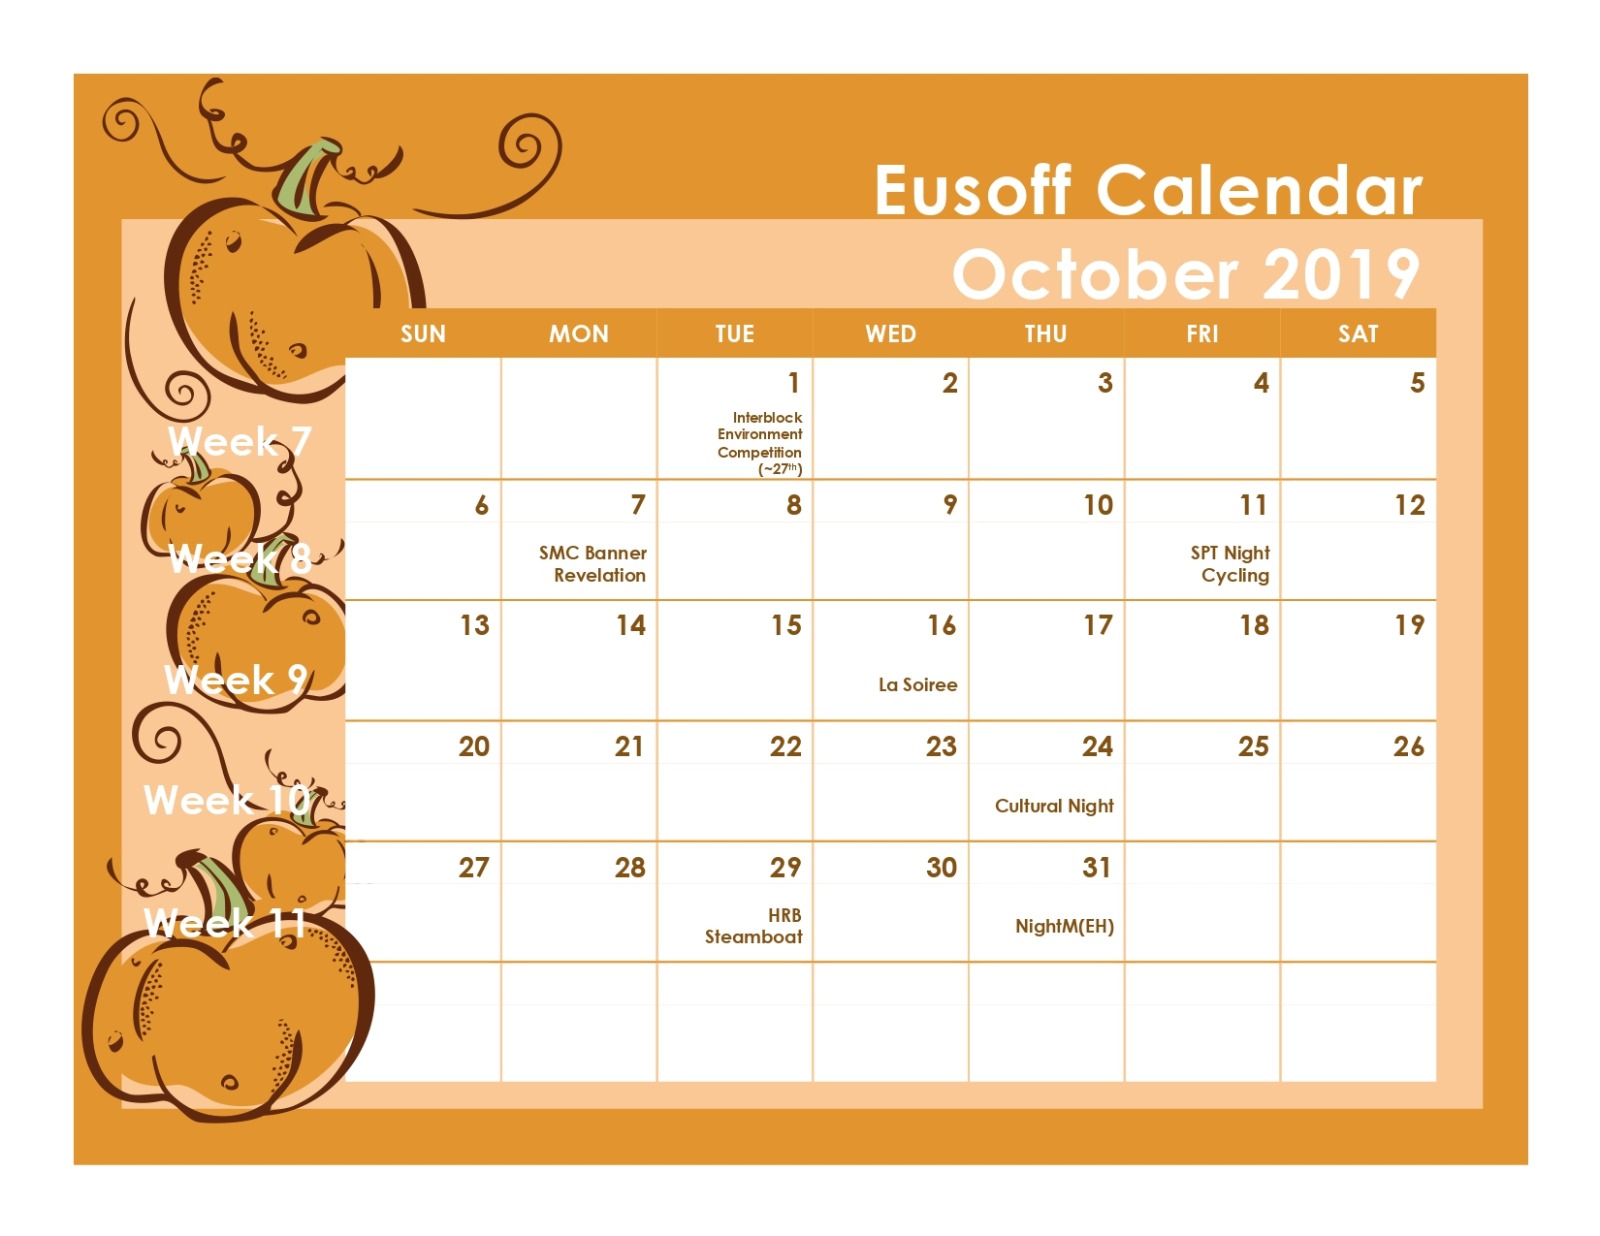 Eusoff Calendar
October 2019
SUN MON TUE WED THU FRI SAT
Week 7
1 2 3 4 5
Interblock
Environment
Competition
(~27th)
Week 8
6 7 8 9 10 11 12
SMC Banner
Revelation
SPT Night
Cycling
Week 9
13 14 15 16 17 18 19
La Soiree
Week 10
20 21 22 23 24 25 26
Cultural Night
Week 11
27 28 29 30 31
HRB
Steamboat
NightM(EH)